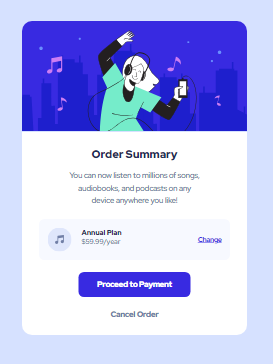 Order Summary
You can now listen to millions of songs,
audiobooks, and podcasts on any
device anywhere you like!
Annual Plan
$59.99/year
Change
Proceed to Payment
Cancel Order